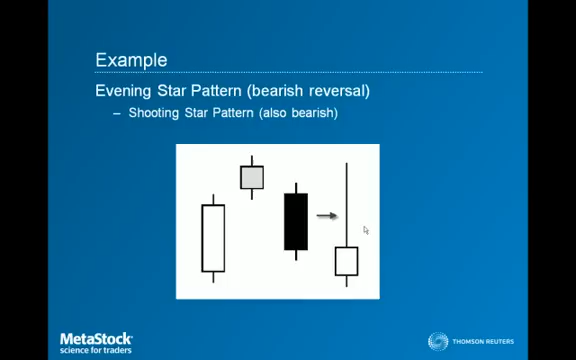 Example
Evening Star Pattern (bearish reversal)
– Shooting Star Pattern (also bearish)
MetaStock
science for traders
THOMSON REUTERS